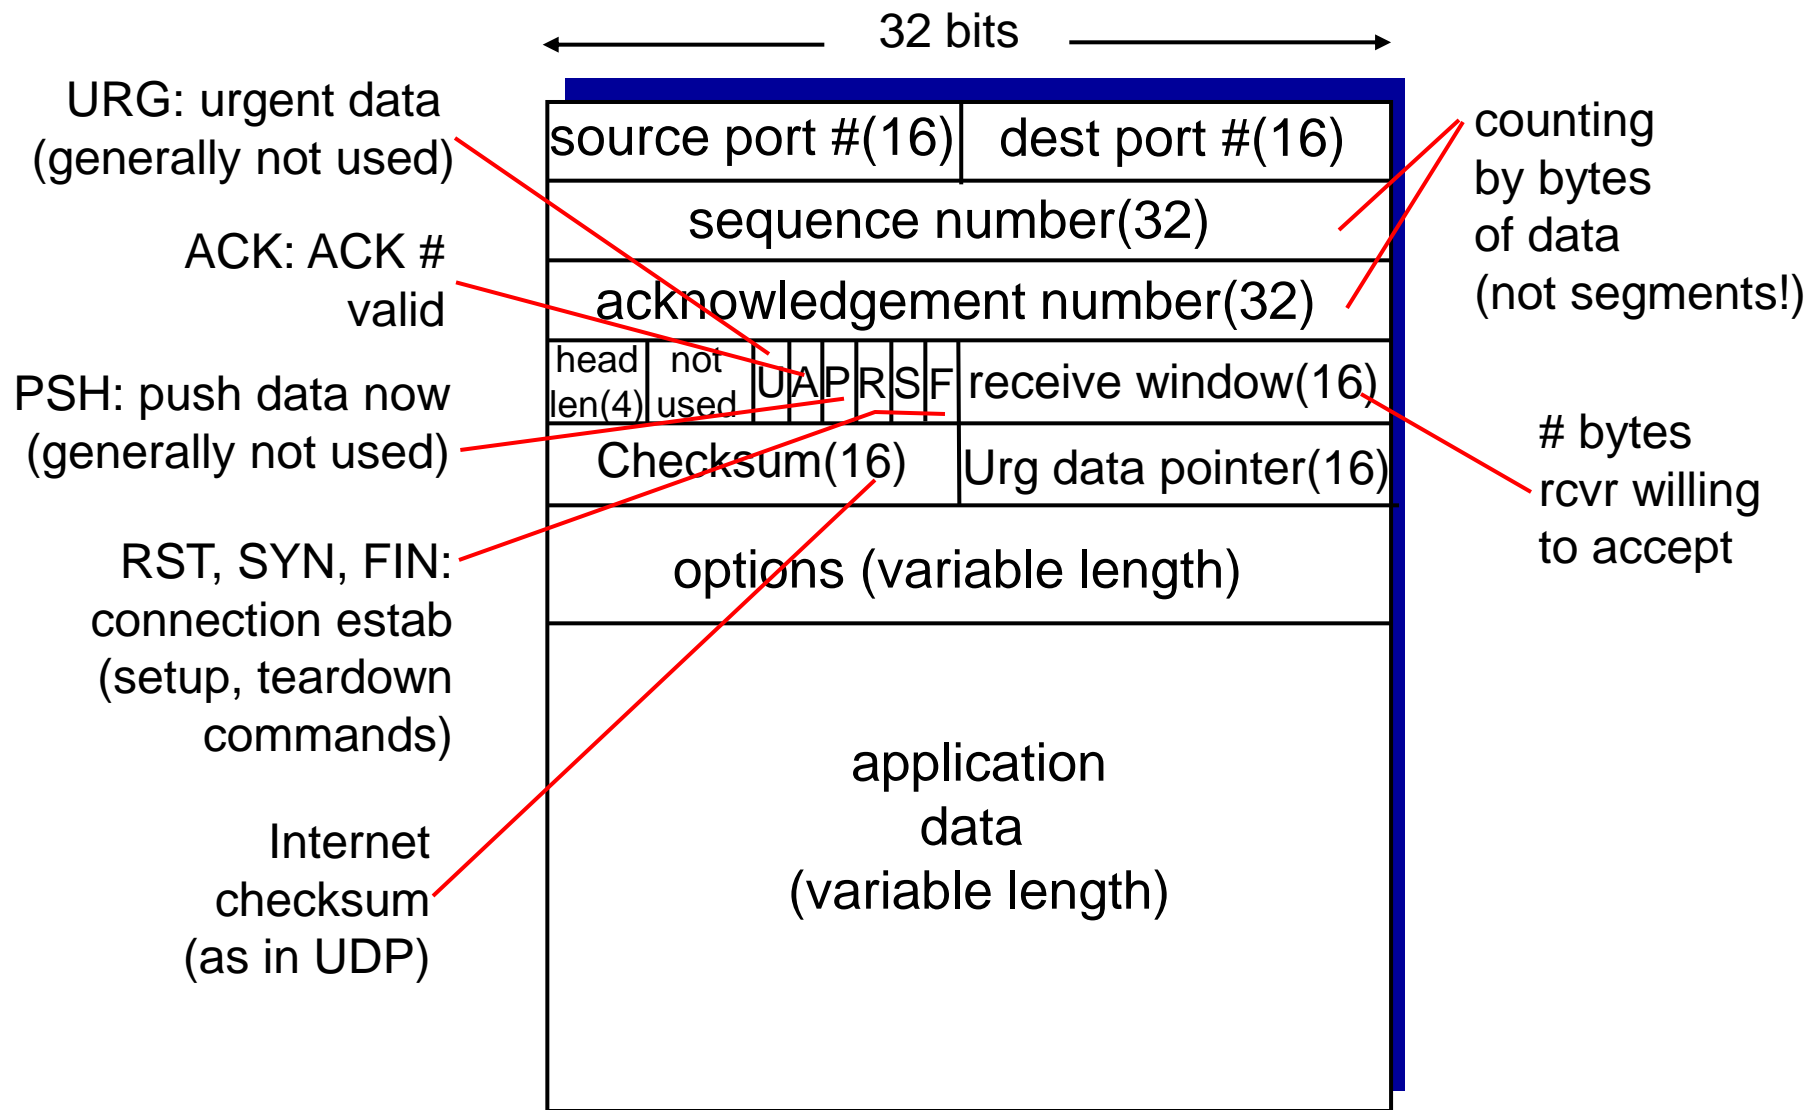 32 bits
URG: urgent data
(generally not used)
ACK: ACK #
valid
PSH: push data now
(generally not used)
RST, SYN, FIN:
connection estab
(setup, teardown
commands)
Internet
checksum
(as in UDP)
source port #(16)
dest port #(16)
sequence number(32)
acknowledgement number(32)
head
len(4)
not
used
U
A
P
R
S
F
receive window(16)
Checksum(16)
Urg data pointer(16)
options (variable length)
application
data
(variable length)
counting
by bytes
of data
(not segments!)
# bytes
rcvr willing
to accept